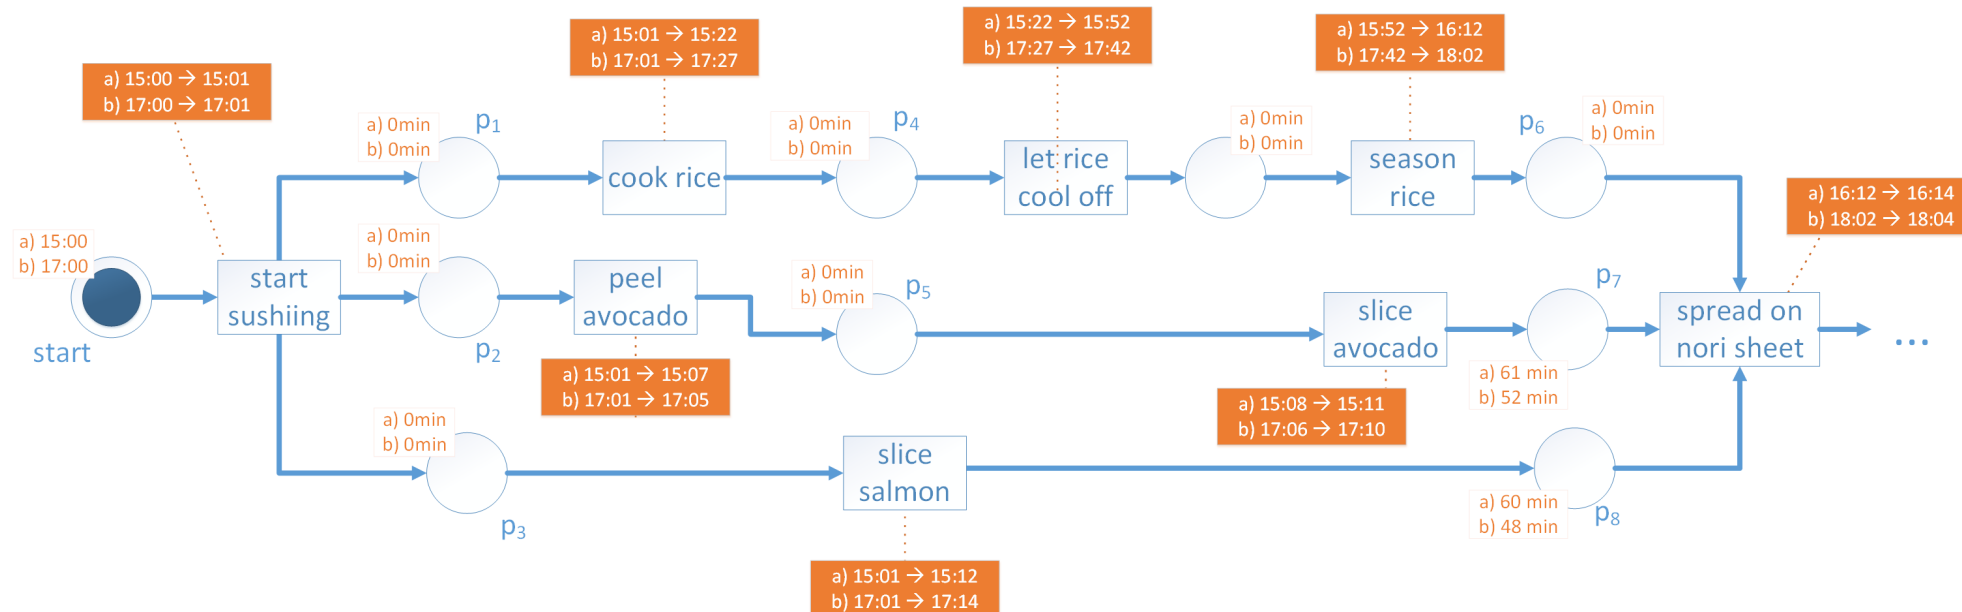 a) 15:00 → 15:01
b) 17:00 → 17:01
a) 15:01 → 15:22
b) 17:01 → 17:27
a) 15:22 → 15:52
b) 17:27 → 17:42
a) 15:52 → 16:12
b) 17:42 → 18:02
a) 0min
b) 0min
p1
cook rice
a) 0min
b) 0min
p4
let rice
cool off
a) 0min
b) 0min
season
rice
p6
a) 0min
b) 0min
a) 16:12 → 16:14
b) 18:02 → 18:04
a) 15:00
b) 17:00
start
start
sushiing
a) 0min
b) 0min
p2
peel
avocado
a) 15:01 → 15:07
b) 17:01 → 17:05
a) 0min
b) 0min
p5
slice
avocado
a) 15:08 → 15:11
b) 17:06 → 17:10
p7
a) 61 min
b) 52 min
spread on
nori sheet
...
a) 0min
b) 0min
p3
slice
salmon
a) 15:01 → 15:12
b) 17:01 → 17:14
a) 60 min
b) 48 min
p8